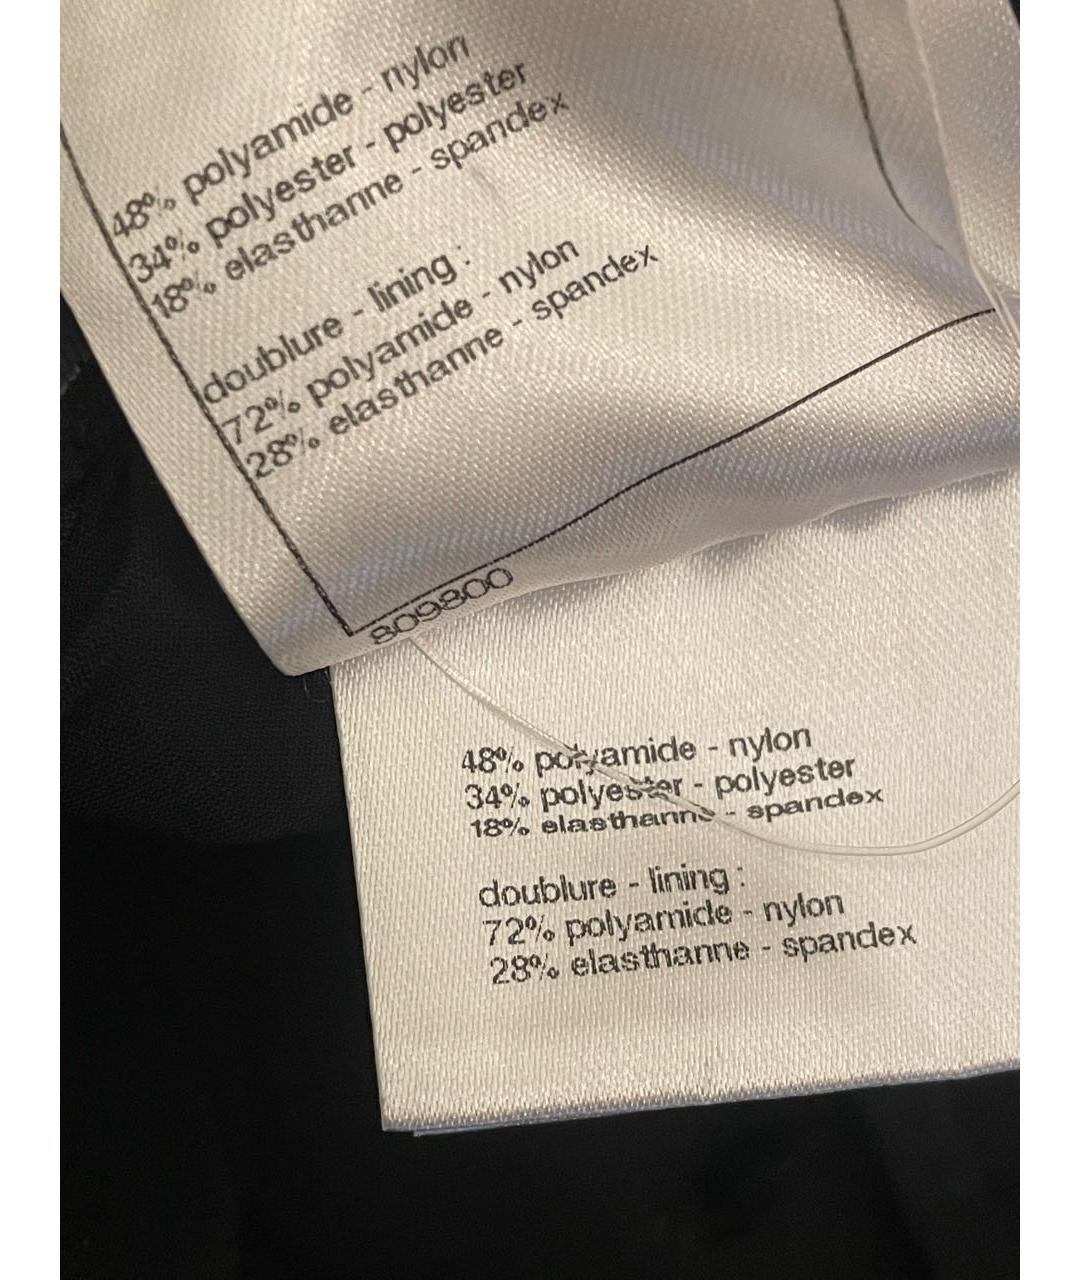 48% polyamide - nylon
34% polyester - polyester
18% elasthanne - spandex
doublure - lining :
72% polyamide - nylon
28% elasthanne - spandex
809800
48% polyamide - nylon
34% polyester - polyester
18% elasthanne - spandex
doublure - lining :
72% polyamide - nylon
28% elasthanne - spandex